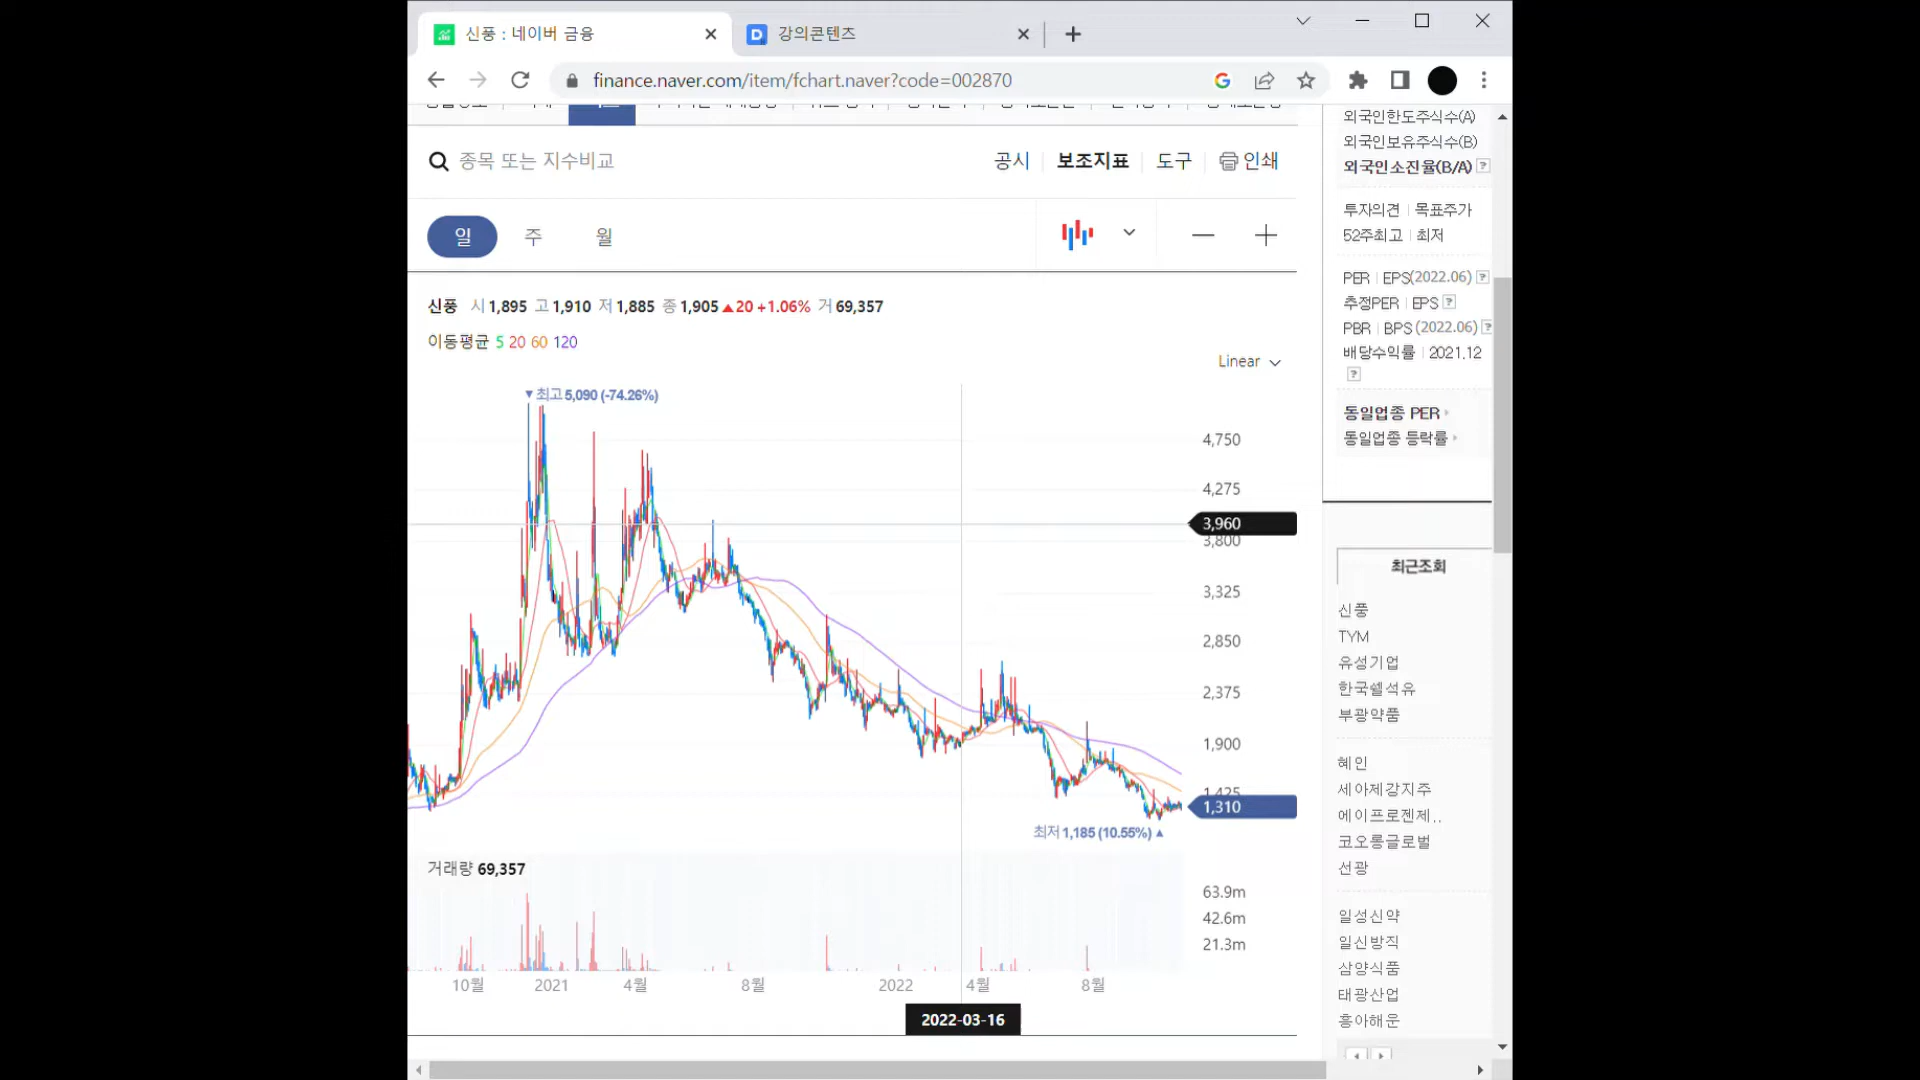 신풍 : 네이버 금융
강의콘텐츠
finance.naver.com/item/fchart.naver?code=002870
종목 또는 지수비교
공시 보조지표 도구 인쇄
일 주 월
신풍 시 1,895 고 1,910 저 1,885 종 1,905 ▲20 +1.06% 거 69,357
이동평균 5 20 60 120
Linear
▼최고 5,090 (-74.26%)
4,750
4,275
3,960
3,800
3,325
2,850
2,375
1,900
1,425
1,310
최저 1,185 (10.55%) ▲
거래량 69,357
63.9m
42.6m
21.3m
10월 2021 4월 8월 2022 4월 8월
2022-03-16
외국인한도주식수(A)
외국인보유주식수(B)
외국인소진율(B/A) ?
투자의견 | 목표주가
52주최고 | 최저
PER | EPS(2022.06) ?
추정PER | EPS ?
PBR | BPS (2022.06) ?
배당수익률 | 2021.12
?
동일업종 PER
동일업종 등락률
최근조회
신풍
TYM
유성기업
한국쉘석유
부광약품
혜인
세아제강지주
에이프로젠제..
코오롱글로벌
선광
일성신약
일신방직
삼양식품
태광산업
흥아해운